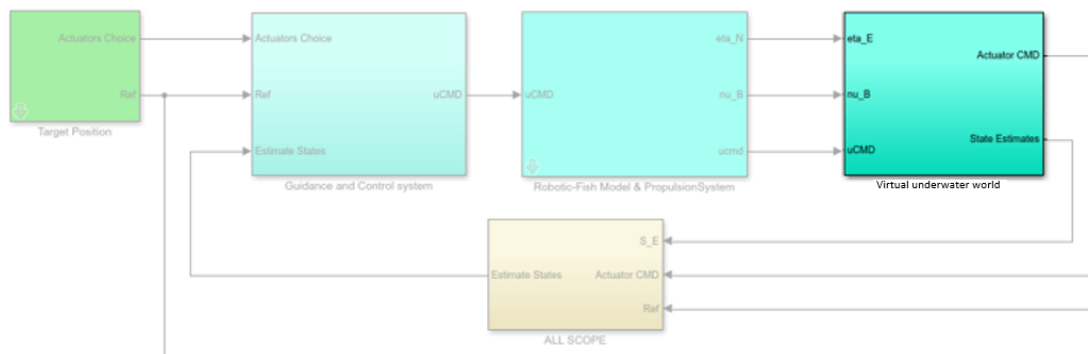 Actuators Choice
Ref
Target Position
Actuators Choice
Ref
Estimate States
uCMD
Guidance and Control system
uCMD
eta_N
nu_B
ucmd
Robotic-Fish Model & PropulsionSystem
eta_E
nu_B
uCMD
Actuator CMD
State Estimates
Virtual underwater world
S_E
Estimate States
Actuator CMD
Ref
ALL SCOPE